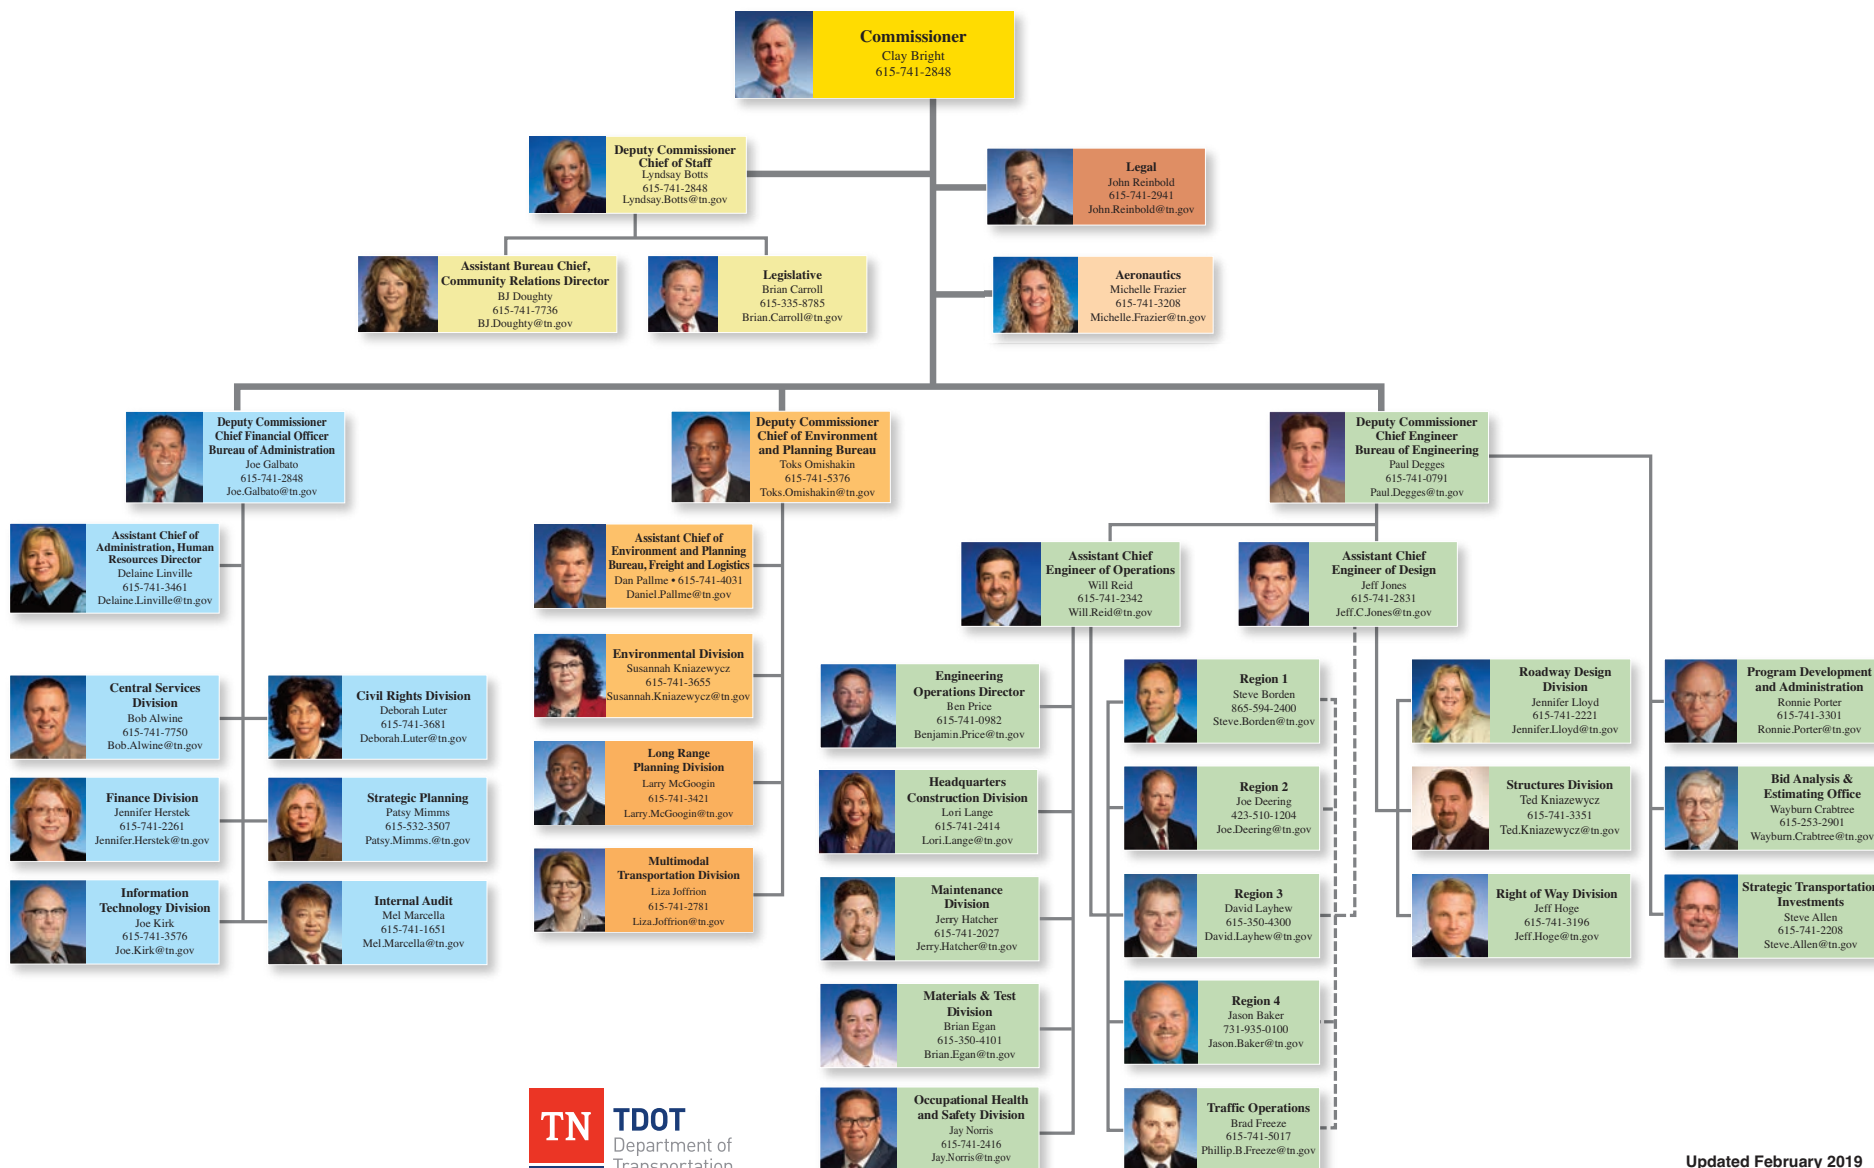 Commissioner
Clay Bright
615-741-2848
Deputy Commissioner
Chief of Staff
Lyndsay Botts
615-741-2848
Lyndsay.Botts@tn.gov
Legal
John Reinbold
615-741-2941
John.Reinbold@tn.gov
Assistant Bureau Chief,
Community Relations Director
BJ Doughty
615-741-7736
BJ.Doughty@tn.gov
Legislative
Brian Carroll
615-335-8785
Brian.Carroll@tn.gov
Aeronautics
Michelle Frazier
615-741-3208
Michelle.Frazier@tn.gov
Deputy Commissioner
Chief Financial Officer
Bureau of Administration
Joe Galbato
615-741-2848
Joe.Galbato@tn.gov
Deputy Commissioner
Chief of Environment
and Planning Bureau
Toks Omishakin
615-741-5376
Toks.Omishakin@tn.gov
Deputy Commissioner
Chief Engineer
Bureau of Engineering
Paul Degges
615-741-0791
Paul.Degges@tn.gov
Assistant Chief of
Administration, Human
Resources Director
Delaine Linville
615-741-3461
Delaine.Linville@tn.gov
Central Services
Division
Bob Alwine
615-741-7750
Bob.Alwine@tn.gov
Civil Rights Division
Deborah Luter
615-741-3681
Deborah.Luter@tn.gov
Finance Division
Jennifer Herstek
615-741-2261
Jennifer.Herstek@tn.gov
Strategic Planning
Patsy Mimms
615-532-3507
Patsy.Mimms.@tn.gov
Information
Technology Division
Joe Kirk
615-741-3576
Joe.Kirk@tn.gov
Internal Audit
Mel Marcella
615-741-1651
Mel.Marcella@tn.gov
Assistant Chief of
Environment and Planning
Bureau, Freight and Logistics
Dan Pallme • 615-741-4031
Daniel.Pallme@tn.gov
Environmental Division
Susannah Kniazewycz
615-741-3655
Susannah.Kniazewycz@tn.gov
Long Range
Planning Division
Larry McGoogin
615-741-3421
Larry.McGoogin@tn.gov
Multimodal
Transportation Division
Liza Joffrion
615-741-2781
Liza.Joffrion@tn.gov
Assistant Chief
Engineer of Operations
Will Reid
615-741-2342
Will.Reid@tn.gov
Assistant Chief
Engineer of Design
Jeff Jones
615-741-2831
Jeff.C.Jones@tn.gov
Engineering
Operations Director
Ben Price
615-741-0982
Benjamin.Price@tn.gov
Headquarters
Construction Division
Lori Lange
615-741-2414
Lori.Lange@tn.gov
Maintenance
Division
Jerry Hatcher
615-741-2027
Jerry.Hatcher@tn.gov
Materials & Test
Division
Brian Egan
615-350-4101
Brian.Egan@tn.gov
Occupational Health
and Safety Division
Jay Norris
615-741-2416
Jay.Norris@tn.gov
Region 1
Steve Borden
865-594-2400
Steve.Borden@tn.gov
Region 2
Joe Deering
423-510-1204
Joe.Deering@tn.gov
Region 3
David Layhew
615-350-4300
David.Layhew@tn.gov
Region 4
Jason Baker
731-935-0100
Jason.Baker@tn.gov
Traffic Operations
Brad Freeze
615-741-5017
Phillip.B.Freeze@tn.gov
Roadway Design
Division
Jennifer Lloyd
615-741-2221
Jennifer.Lloyd@tn.gov
Structures Division
Ted Kniazewycz
615-741-3351
Ted.Kniazewycz@tn.gov
Right of Way Division
Jeff Hoge
615-741-3196
Jeff.Hoge@tn.gov
Program Development
and Administration
Ronnie Porter
615-741-3301
Ronnie.Porter@tn.gov
Bid Analysis &
Estimating Office
Wayburn Crabtree
615-253-2901
Wayburn.Crabtree@tn.gov
Strategic Transportation
Investments
Steve Allen
615-741-2208
Steve.Allen@tn.gov
TN
TDOT
Department of
Transportation
Updated February 2019